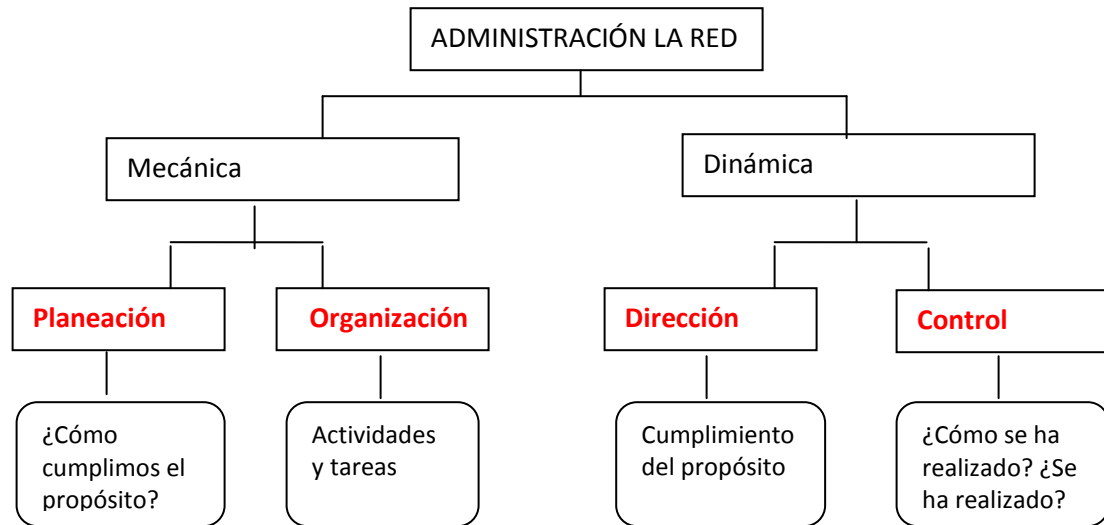 ADMINISTRACIÓN LA RED
Mecánica
Dinámica
Planeación
Organización
Dirección
Control
¿Cómo
cumplimos el
propósito?
Actividades
y tareas
Cumplimiento
del propósito
¿Cómo se ha
realizado? ¿Se
ha realizado?